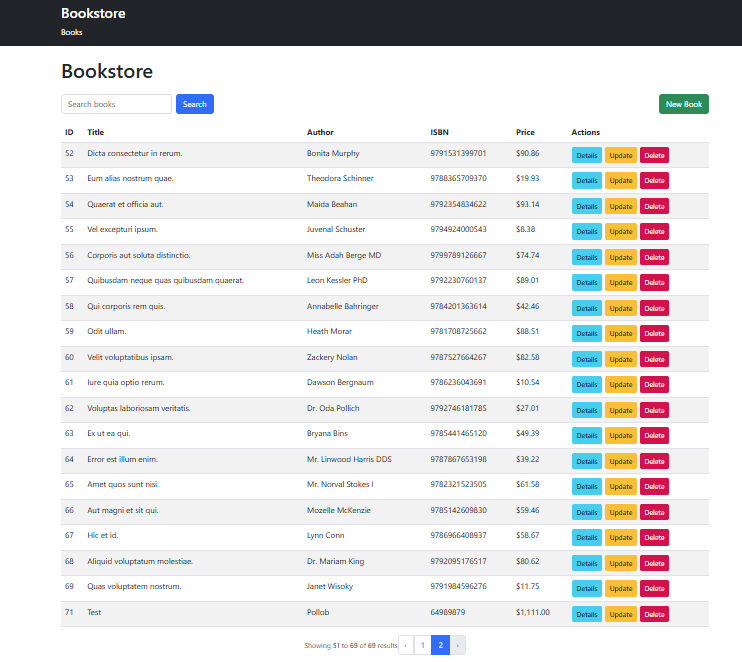 Bookstore
Books
Bookstore
Search books Search New Book
ID Title Author ISBN Price Actions
52 Dicta consectetur in rerum. Bonita Murphy 9791531399701 $90.86 Details Update Delete
53 Eum alias nostrum quae. Theodora Schinner 9788365709370 $19.93 Details Update Delete
54 Quaerat et officia aut. Maida Beahan 9792354834622 $93.14 Details Update Delete
55 Vel excepturi ipsum. Juvenal Schuster 9794924000543 $8.38 Details Update Delete
56 Corporis aut soluta distinctio. Miss Adah Berge MD 9799789126667 $74.74 Details Update Delete
57 Quibusdam neque quas quibusdam quaerat. Leon Kessler PhD 9792230760137 $89.01 Details Update Delete
58 Qui corporis rem quis. Annabelle Bahringer 9784201363614 $42.46 Details Update Delete
59 Odit ullam. Heath Morar 9781708725662 $88.51 Details Update Delete
60 Velit voluptatibus ipsam. Zackery Nolan 9787527664267 $82.58 Details Update Delete
61 Iure quia optio rerum. Dawson Bergnaum 9786236043691 $10.54 Details Update Delete
62 Voluptas laboriosam veritatis. Dr. Oda Pollich 9792746181785 $27.01 Details Update Delete
63 Ex ut ea qui. Bryana Bins 9785441465120 $49.39 Details Update Delete
64 Error est illum enim. Mr. Linwood Harris DDS 9787867653198 $39.22 Details Update Delete
65 Amet quos sunt nisi. Mr. Norval Stokes I 9782321523505 $61.58 Details Update Delete
66 Aut magni et sit qui. Mozelle McKenzie 9785142609830 $59.46 Details Update Delete
67 Hic et id. Lynn Conn 9786966408937 $58.67 Details Update Delete
68 Aliquid voluptatum molestiae. Dr. Mariam King 9792095176517 $80.62 Details Update Delete
69 Quas voluptatem nostrum. Janet Wisoky 9791984596276 $11.75 Details Update Delete
71 Test Pollob 64989879 $1,111.00 Details Update Delete
Showing 51 to 69 of 69 results ‹ 1 2 ›